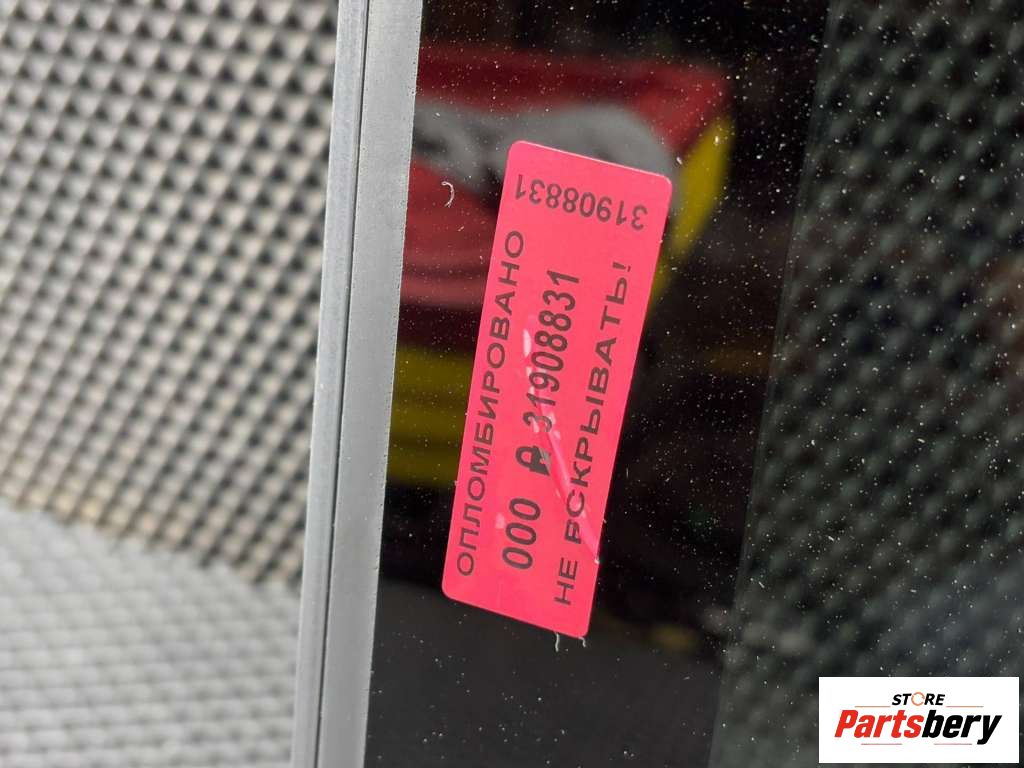 31908831
ОПЛОМБИРОВАНО
000 31908831
НЕ ВСКРЫВАТЬ!
STORE
Partsbery